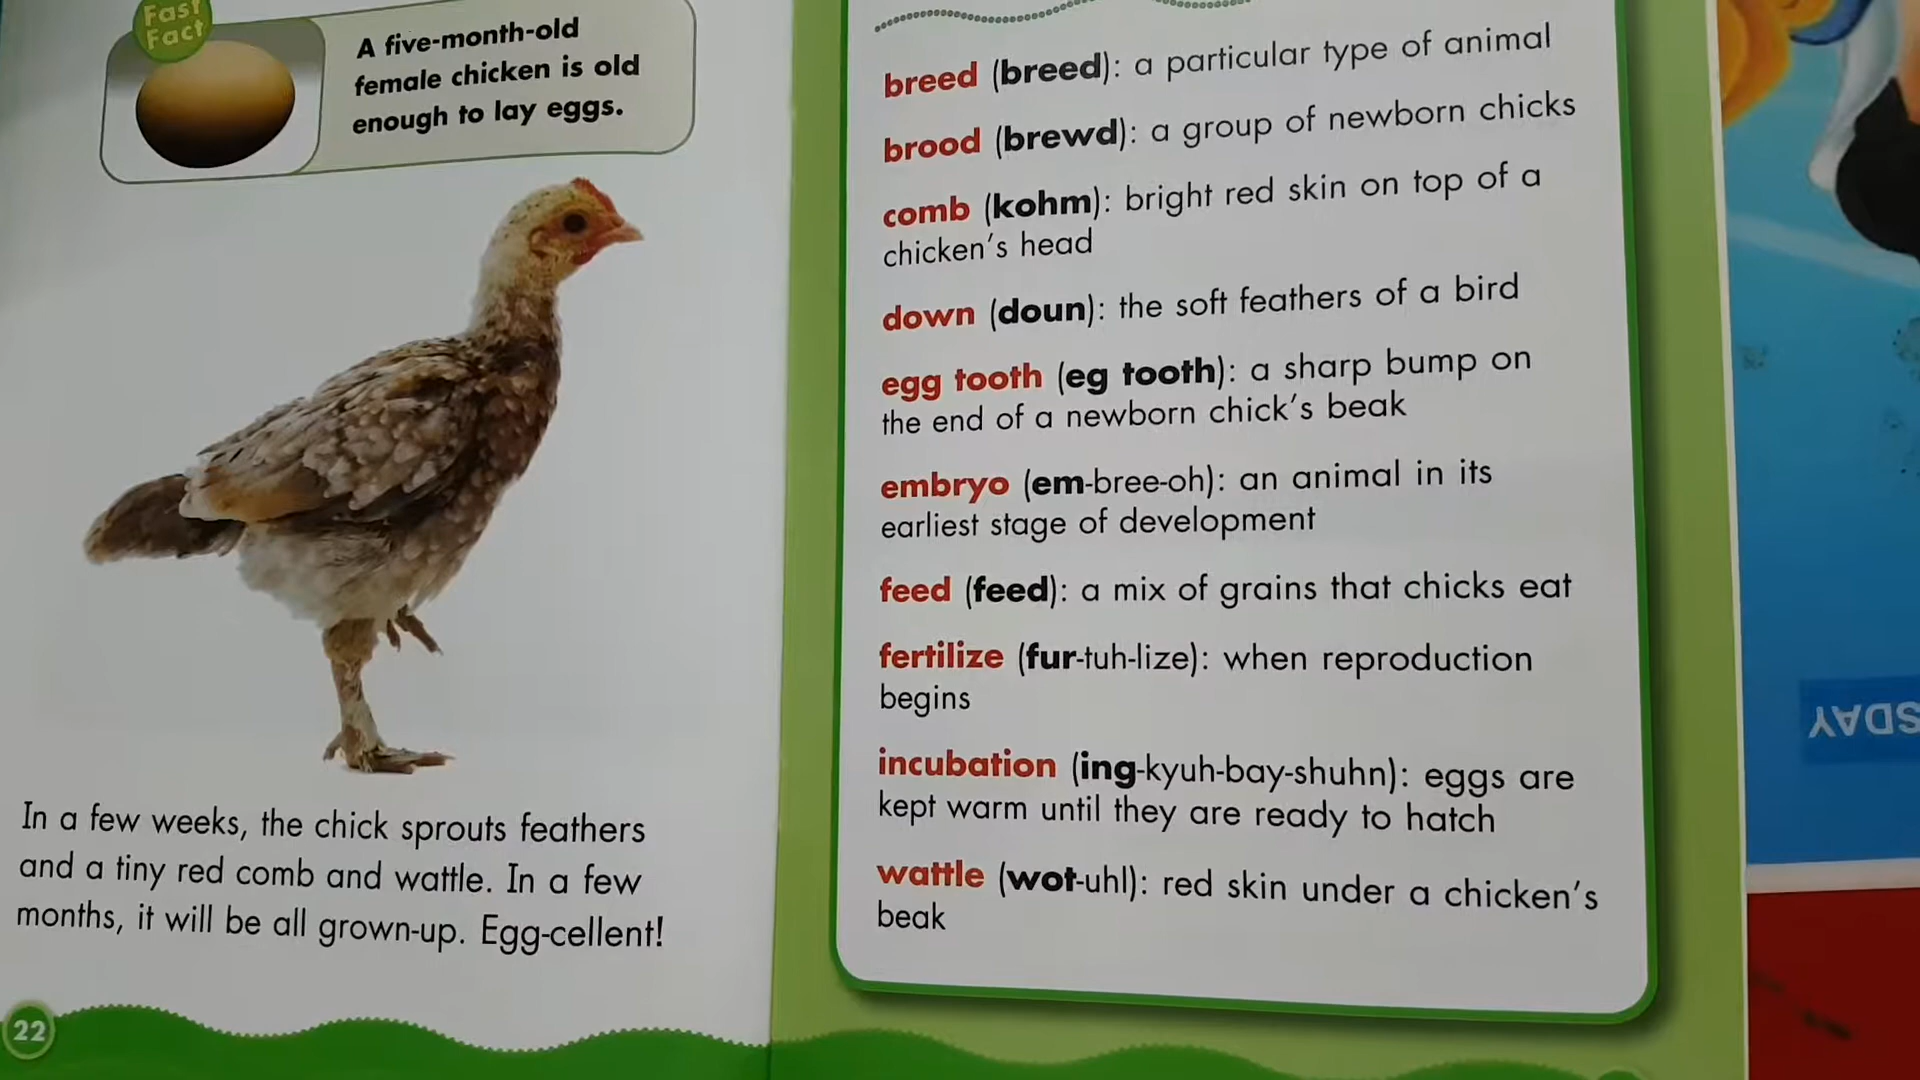 Fast
Fact
A five-month-old
female chicken is old
enough to lay eggs.
In a few weeks, the chick sprouts feathers
and a tiny red comb and wattle. In a few
months, it will be all grown-up. Egg-cellent!
22
breed (breed): a particular type of animal
brood (brewd): a group of newborn chicks
comb (kohm): bright red skin on top of a
chicken's head
down (doun): the soft feathers of a bird
egg tooth (eg tooth): a sharp bump on
the end of a newborn chick's beak
embryo (em-bree-oh): an animal in its
earliest stage of development
feed (feed): a mix of grains that chicks eat
fertilize (fur-tuh-lize): when reproduction
begins
incubation (ing-kyuh-bay-shuhn): eggs are
kept warm until they are ready to hatch
wattle (wot-uhl): red skin under a chicken's
beak
SDAY